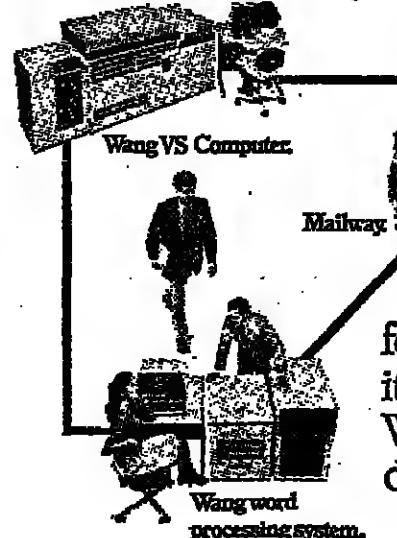 Wang VS Computer.
Mailway.
Wang word
processing system.